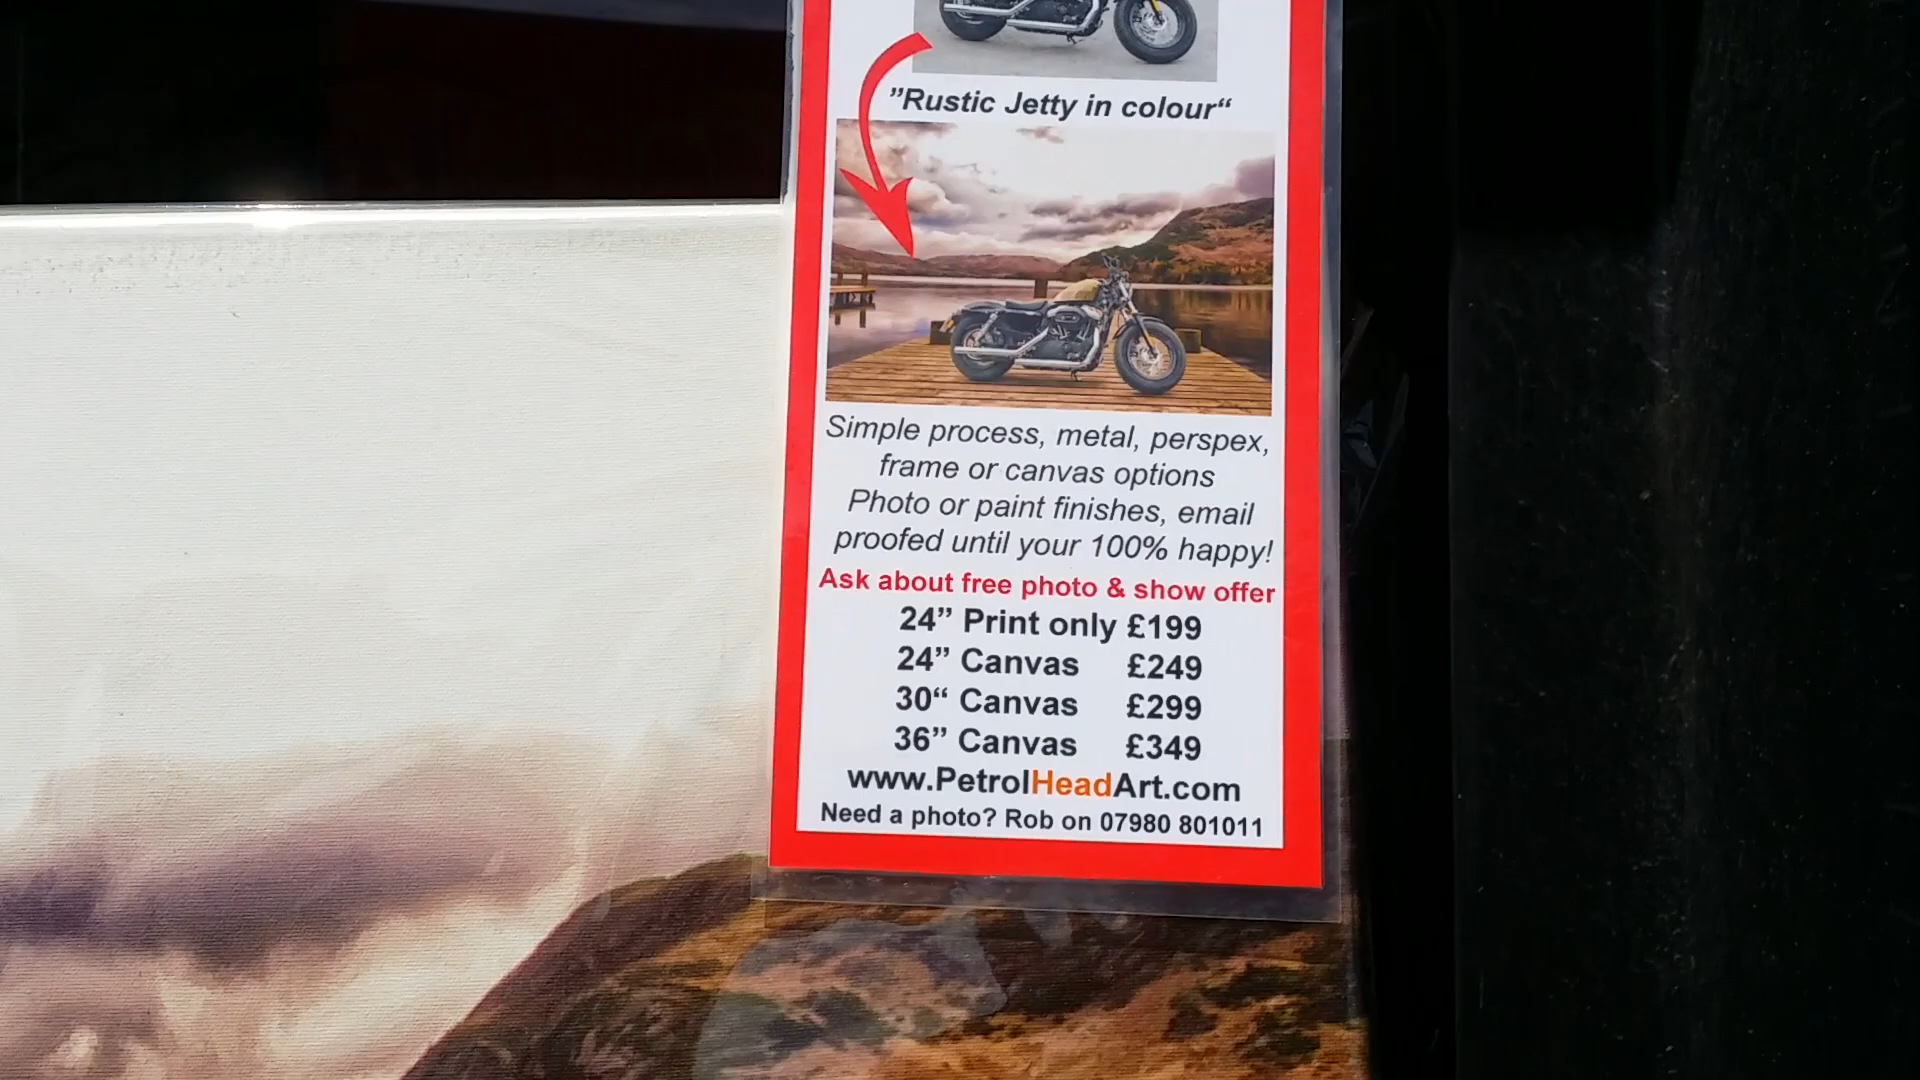 ”Rustic Jetty in colour“
Simple process, metal, perspex,
frame or canvas options
Photo or paint finishes, email
proofed until your 100% happy!
Ask about free photo & show offer
24” Print only £199
24” Canvas £249
30“ Canvas £299
36” Canvas £349
www.PetrolHeadArt.com
Need a photo? Rob on 07980 801011